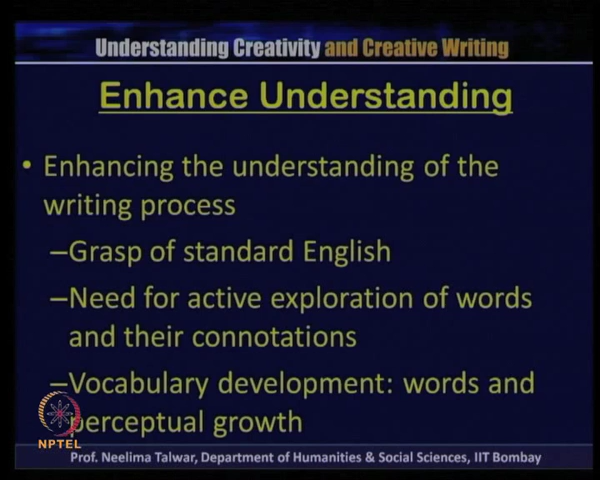 Understanding Creativity and Creative Writing
Enhance Understanding
• Enhancing the understanding of the
writing process
–Grasp of standard English
–Need for active exploration of words
and their connotations
–Vocabulary development: words and
perceptual growth
NPTEL
Prof. Neelima Talwar, Department of Humanities & Social Sciences, IIT Bombay